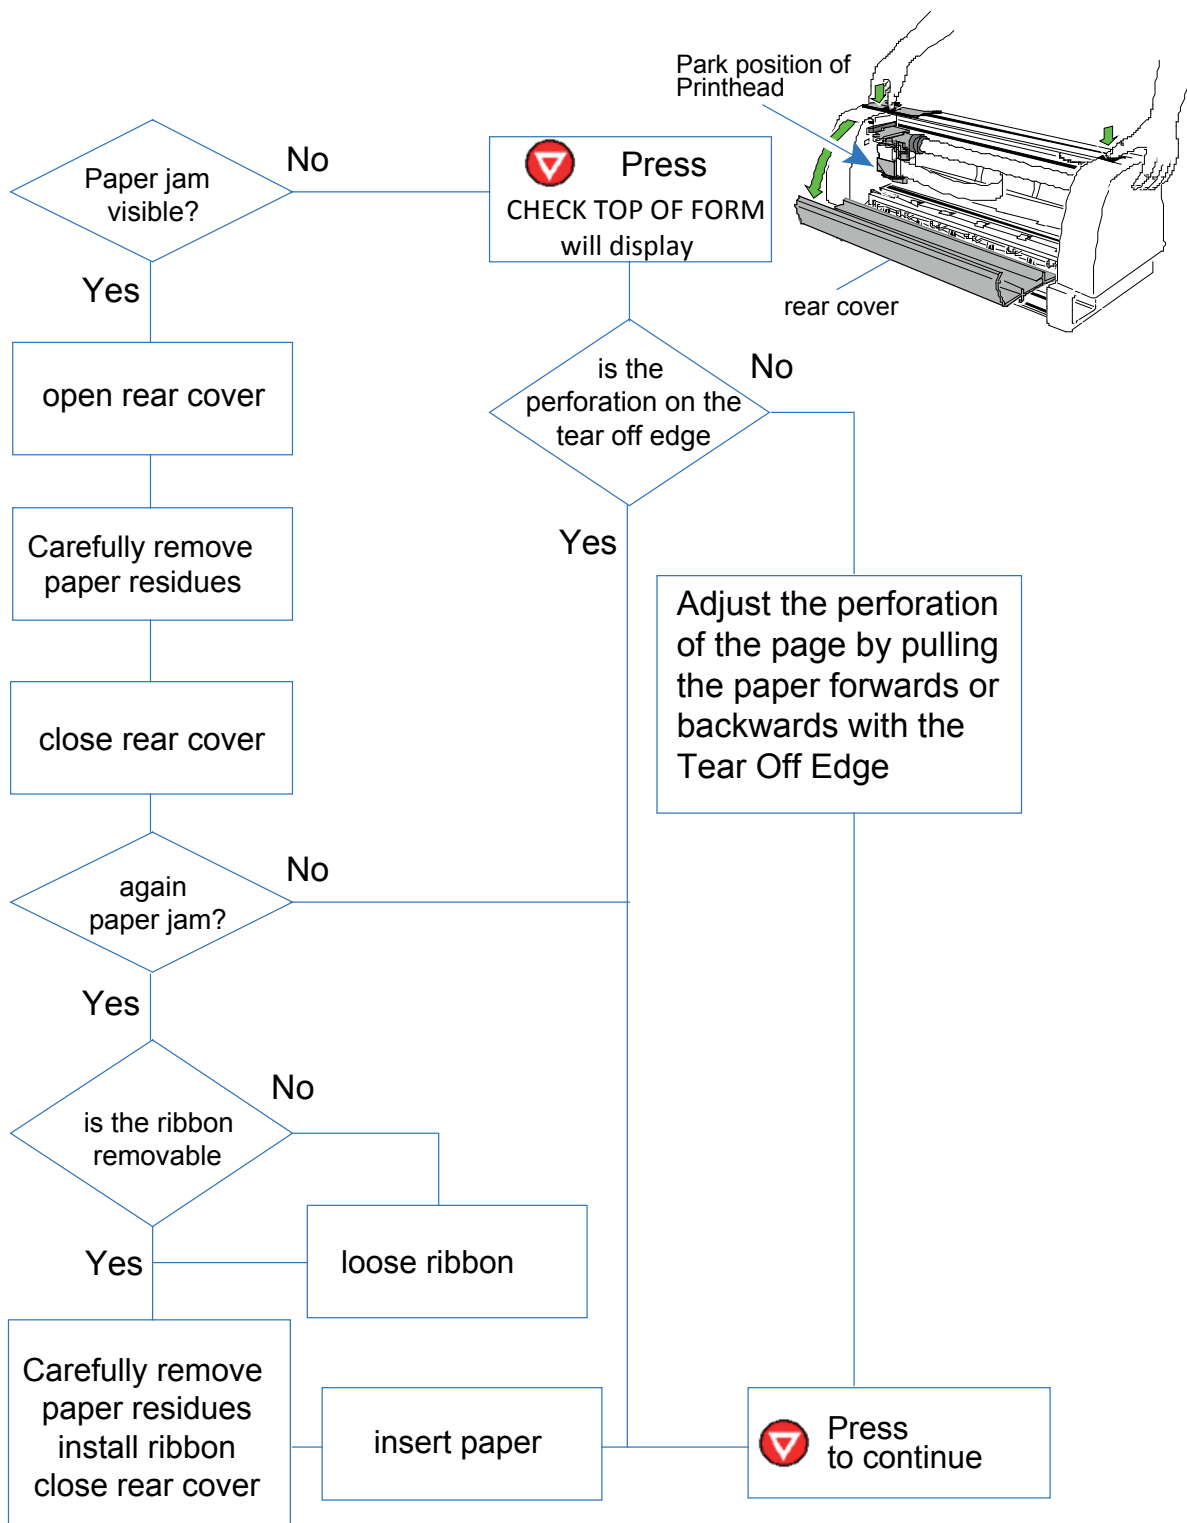 Park position of
Printhead
rear cover
Paper jam
visible?
No
Yes
Press
CHECK TOP OF FORM
will display
open rear cover
is the
perforation on the
tear off edge
No
Yes
Carefully remove
paper residues
Adjust the perforation
of the page by pulling
the paper forwards or
backwards with the
Tear Off Edge
close rear cover
again
paper jam?
No
Yes
is the ribbon
removable
No
Yes
loose ribbon
Carefully remove
paper residues
install ribbon
close rear cover
insert paper
Press
to continue